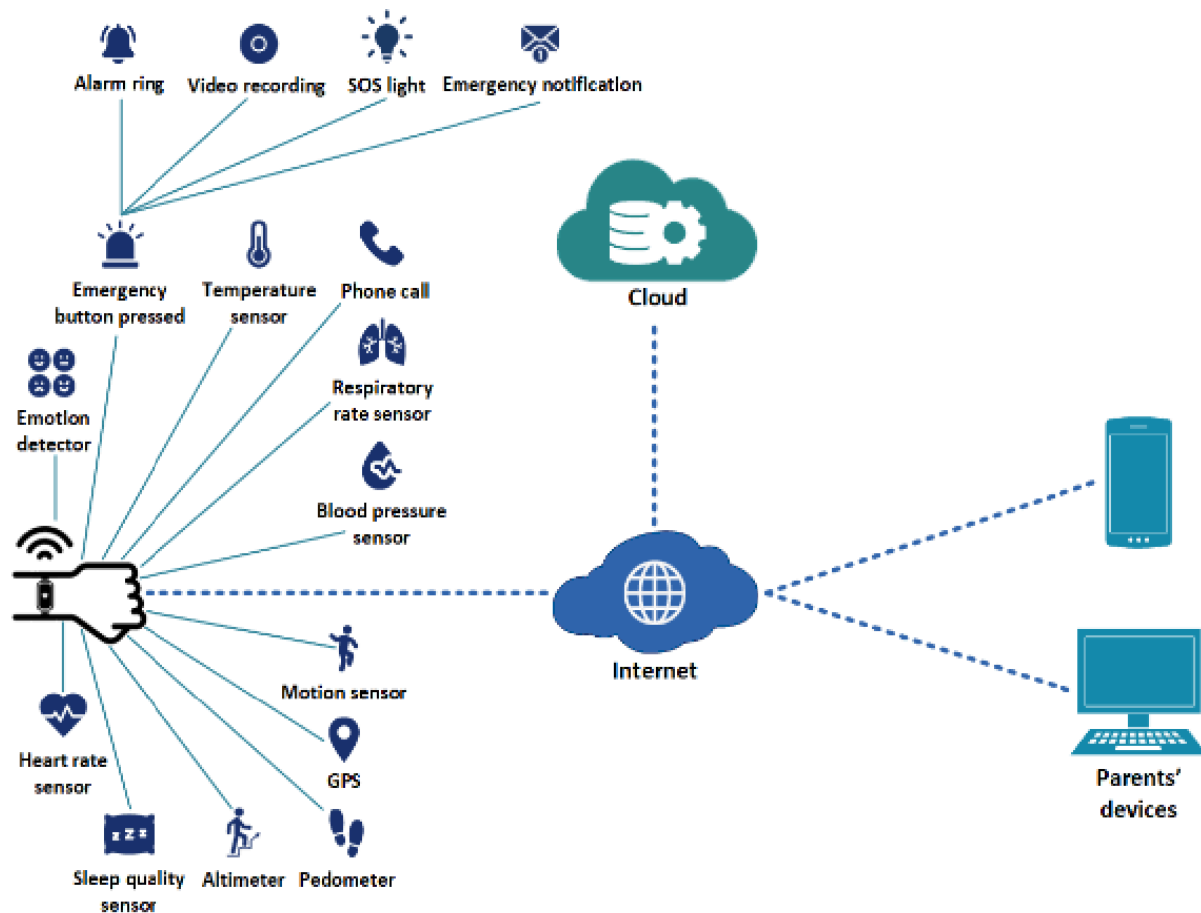 Alarm ring
Video recording
SOS light
Emergency notification
1
Emergency
button pressed
Temperature
sensor
Phone call
Cloud
Emotion
detector
Respiratory
rate sensor
Blood pressure
sensor
Internet
Motion sensor
Heart rate
sensor
GPS
Parents'
devices
z z z
Sleep quality
sensor
Altimeter
Pedometer